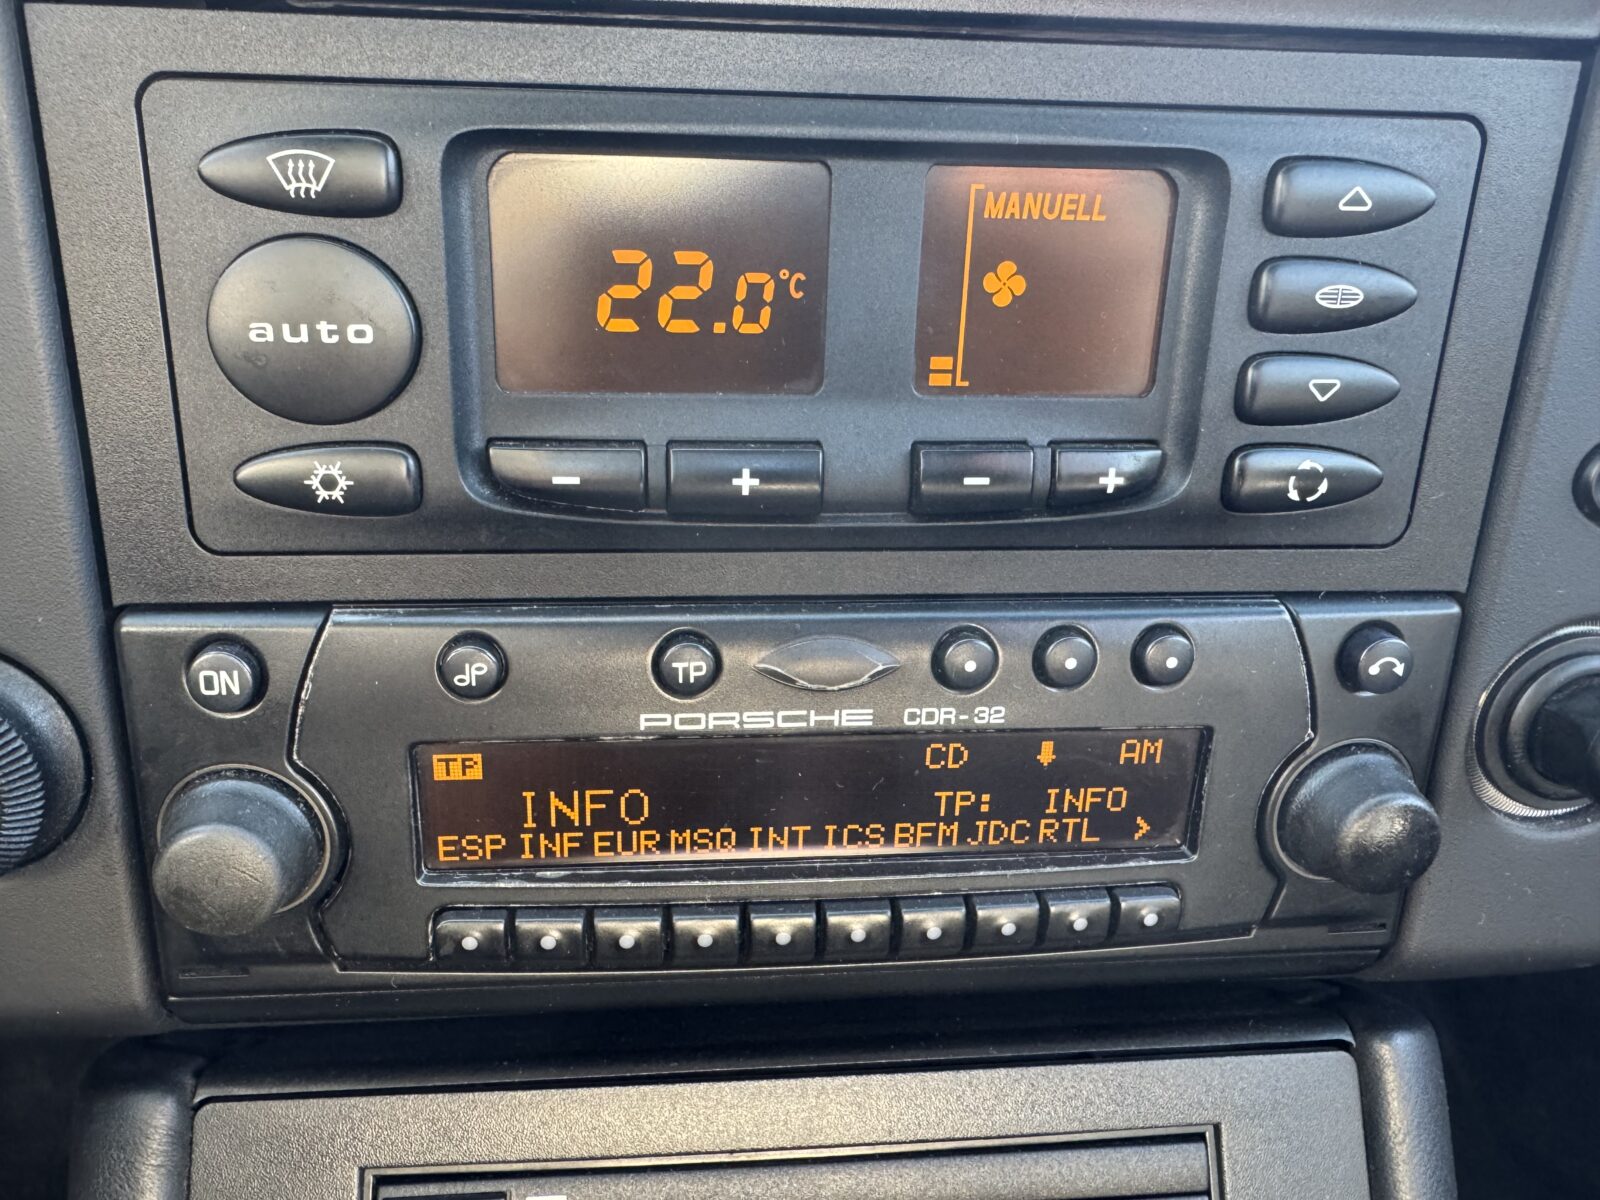 MANUELL
22.0°C
auto
- + - +
ON
TP
PORSCHE CDR-32
TP CD AM
INFO TP: INFO
ESP INF EUR MSQ INT ICS BFM JDC RTL >